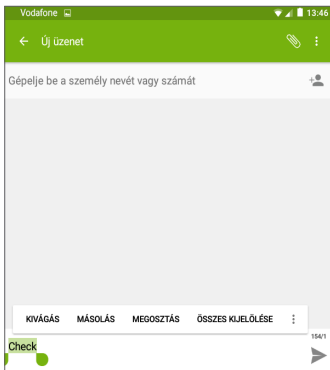 Vodafone 13:46
Új üzenet
Gépelje be a személy nevét vagy számát
KIVÁGÁS MÁSOLÁS MEGOSZTÁS ÖSSZES KIJELÖLÉSE
154/1
Check